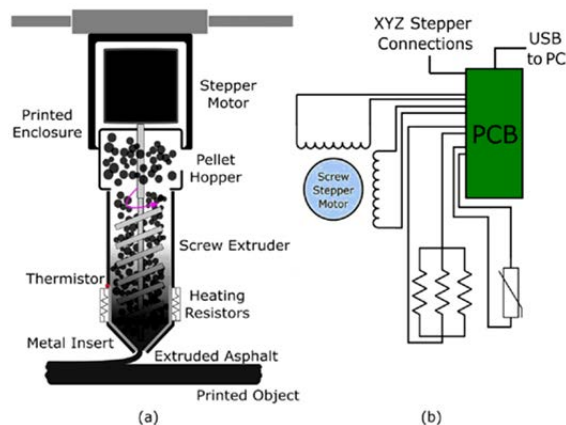 Stepper
Motor
Printed
Enclosure
Pellet
Hopper
Screw Extruder
Thermistor
Heating
Resistors
Metal Insert
Extruded Asphalt
Printed Object
(a)
XYZ Stepper
Connections
USB
to PC
PCB
Screw
Stepper
Motor
(b)